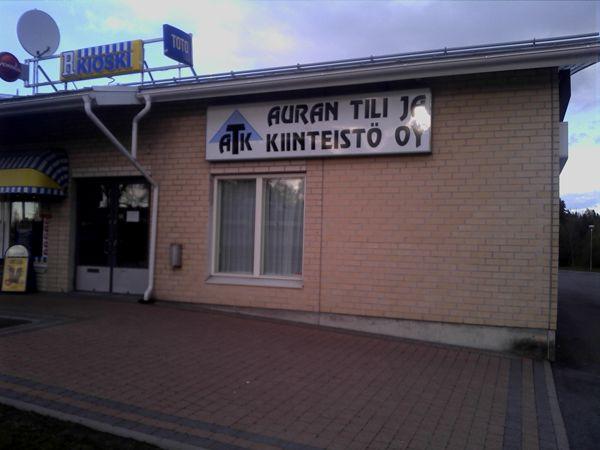 R KIOSKI
TOTO
ATK
AURAN TILI JA
KIINTEISTÖ OY